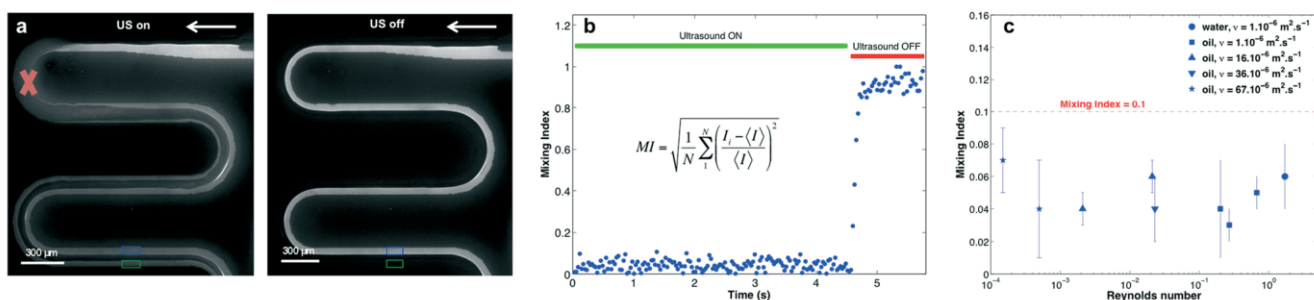 a
US on
US off
300 µm
300 µm
b
Ultrasound ON
Ultrasound OFF
MI = √(1/N ∑₁ᴺ ((Iᵢ − ⟨I⟩)/⟨I⟩)²)
Mixing Index
1.2
1
0.8
0.6
0.4
0.2
0
0
1
2
3
4
5
Time (s)
c
water, ν = 1.10⁻⁶ m².s⁻¹
oil, ν = 1.10⁻⁶ m².s⁻¹
oil, ν = 16.10⁻⁶ m².s⁻¹
oil, ν = 36.10⁻⁶ m².s⁻¹
oil, ν = 67.10⁻⁶ m².s⁻¹
Mixing Index = 0.1
Mixing Index
0.16
0.14
0.12
0.1
0.08
0.06
0.04
0.02
0
10⁻⁴
10⁻³
10⁻²
10⁻¹
10⁰
Reynolds number